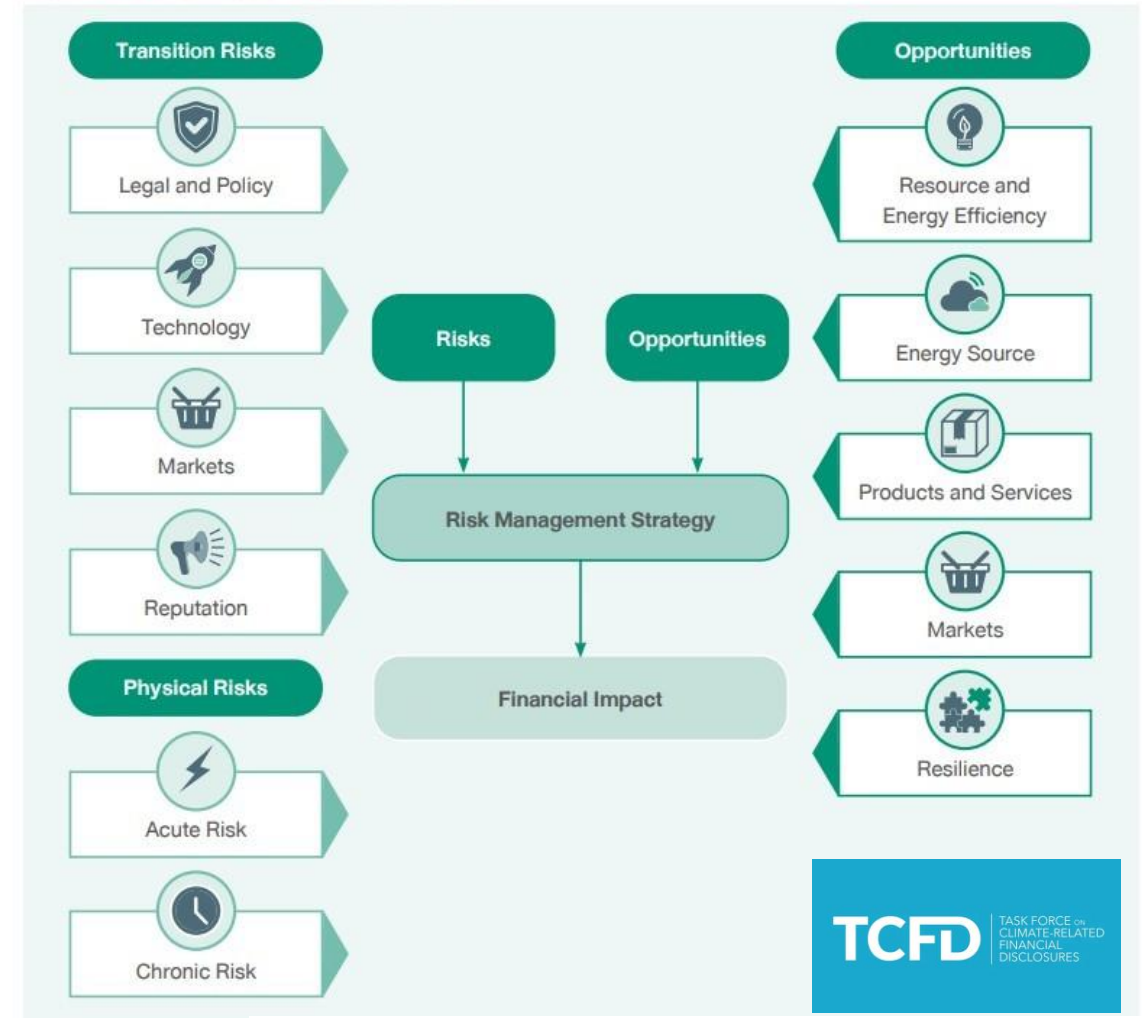 Transition Risks
Legal and Policy
Technology
Markets
Reputation
Physical Risks
Acute Risk
Chronic Risk
Risks
Opportunities
Risk Management Strategy
Financial Impact
Opportunities
Resource and
Energy Efficiency
Energy Source
Products and Services
Markets
Resilience
TCFD
TASK FORCE ON
CLIMATE-RELATED
FINANCIAL
DISCLOSURES